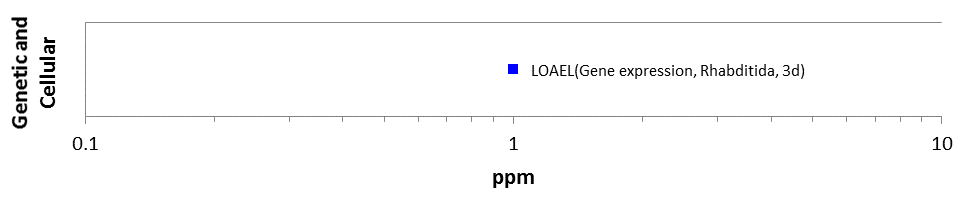 Genetic and
Cellular
LOAEL(Gene expression, Rhabditida, 3d)
0.1 1 10
ppm